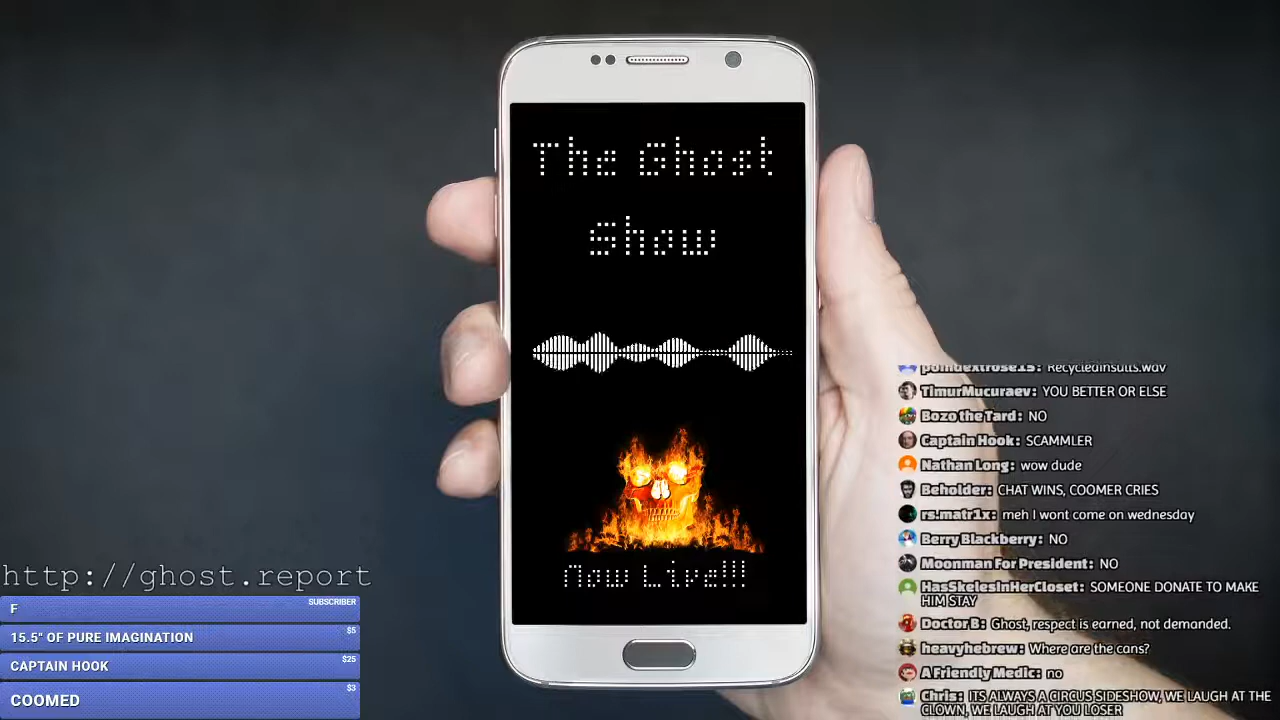 The Ghost
Show
Now Live!!!
http://ghost.report
F SUBSCRIBER
15.5" OF PURE IMAGINATION $5
CAPTAIN HOOK $25
COOMED $3
poindextrose15: RecycledInsults.wav
TimurMucuraev: YOU BETTER OR ELSE
Bozo the Tard: NO
Captain Hook: SCAMMLER
Nathan Long: wow dude
Beholder: CHAT WINS, COOMER CRIES
rs.matr1x: meh I wont come on wednesday
Berry Blackberry: NO
Moonman For President: NO
HasSkelesInHerCloset: SOMEONE DONATE TO MAKE
HIM STAY
Doctor B: Ghost, respect is earned, not demanded.
heavyhebrew: Where are the cans?
A Friendly Medic: no
Chris: ITS ALWAYS A CIRCUS SIDESHOW, WE LAUGH AT THE
CLOWN, WE LAUGH AT YOU LOSER